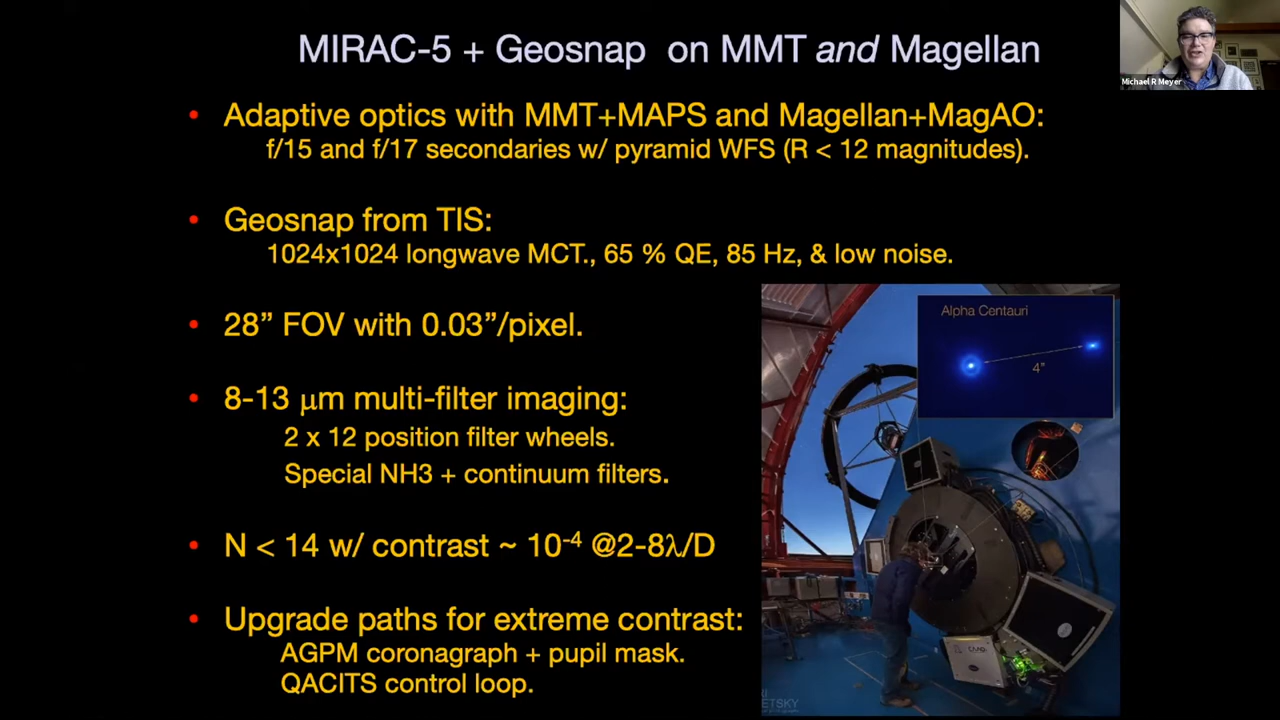 MIRAC-5 + Geosnap on MMT and Magellan
Michael R Meyer
• Adaptive optics with MMT+MAPS and Magellan+MagAO:
f/15 and f/17 secondaries w/ pyramid WFS (R < 12 magnitudes).
• Geosnap from TIS:
1024x1024 longwave MCT., 65 % QE, 85 Hz, & low noise.
• 28” FOV with 0.03”/pixel.
Alpha Centauri
4”
• 8-13 μm multi-filter imaging:
2 x 12 position filter wheels.
Special NH3 + continuum filters.
• N < 14 w/ contrast ~ 10⁻⁴ @2-8λ/D
• Upgrade paths for extreme contrast:
AGPM coronagraph + pupil mask.
QACITS control loop.